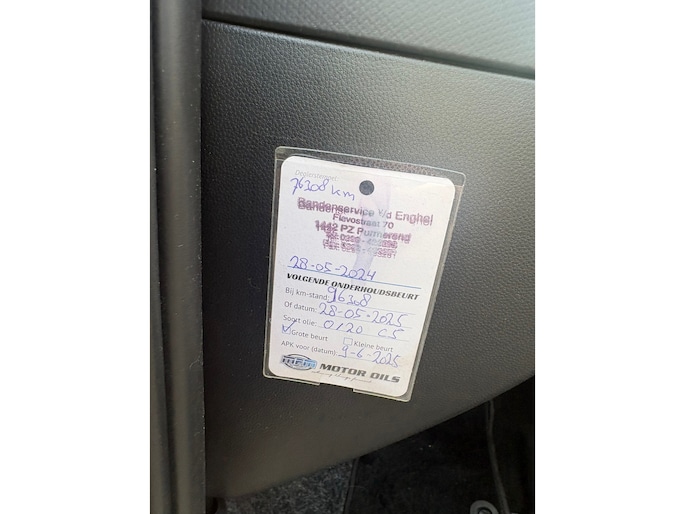 76308 km
Bandenservice v/d Enghel
Flevostraat 70
1442 PZ Purmerend
28-05-2024
VOLGENDE ONDERHOUDSBEURT
Bij km-stand: 96308
Of datum: 28-05-2025
Soort olie: 0/20 C5
Grote beurt Kleine beurt
APK voor (datum) 9-6-2025
MOTOR OILS